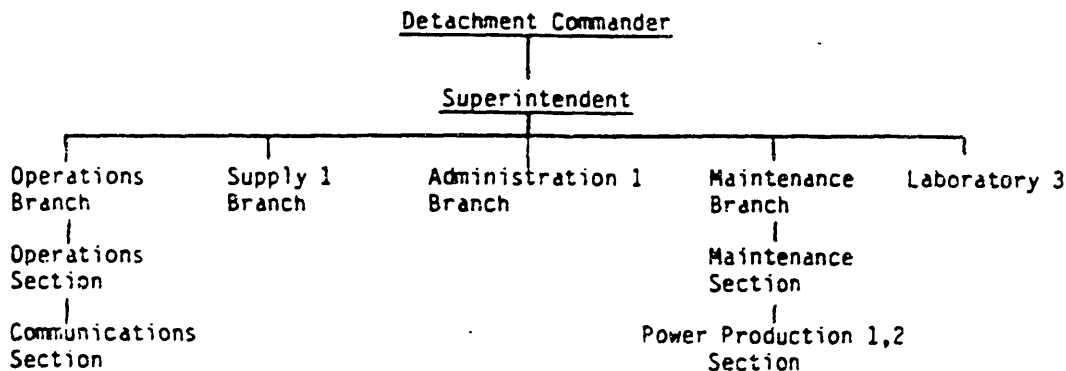 Detachment Commander
Superintendent
Operations Branch
Supply 1 Branch
Administration 1 Branch
Maintenance Branch
Laboratory 3
Operations Section
Maintenance Section
Communications Section
Power Production 1,2 Section